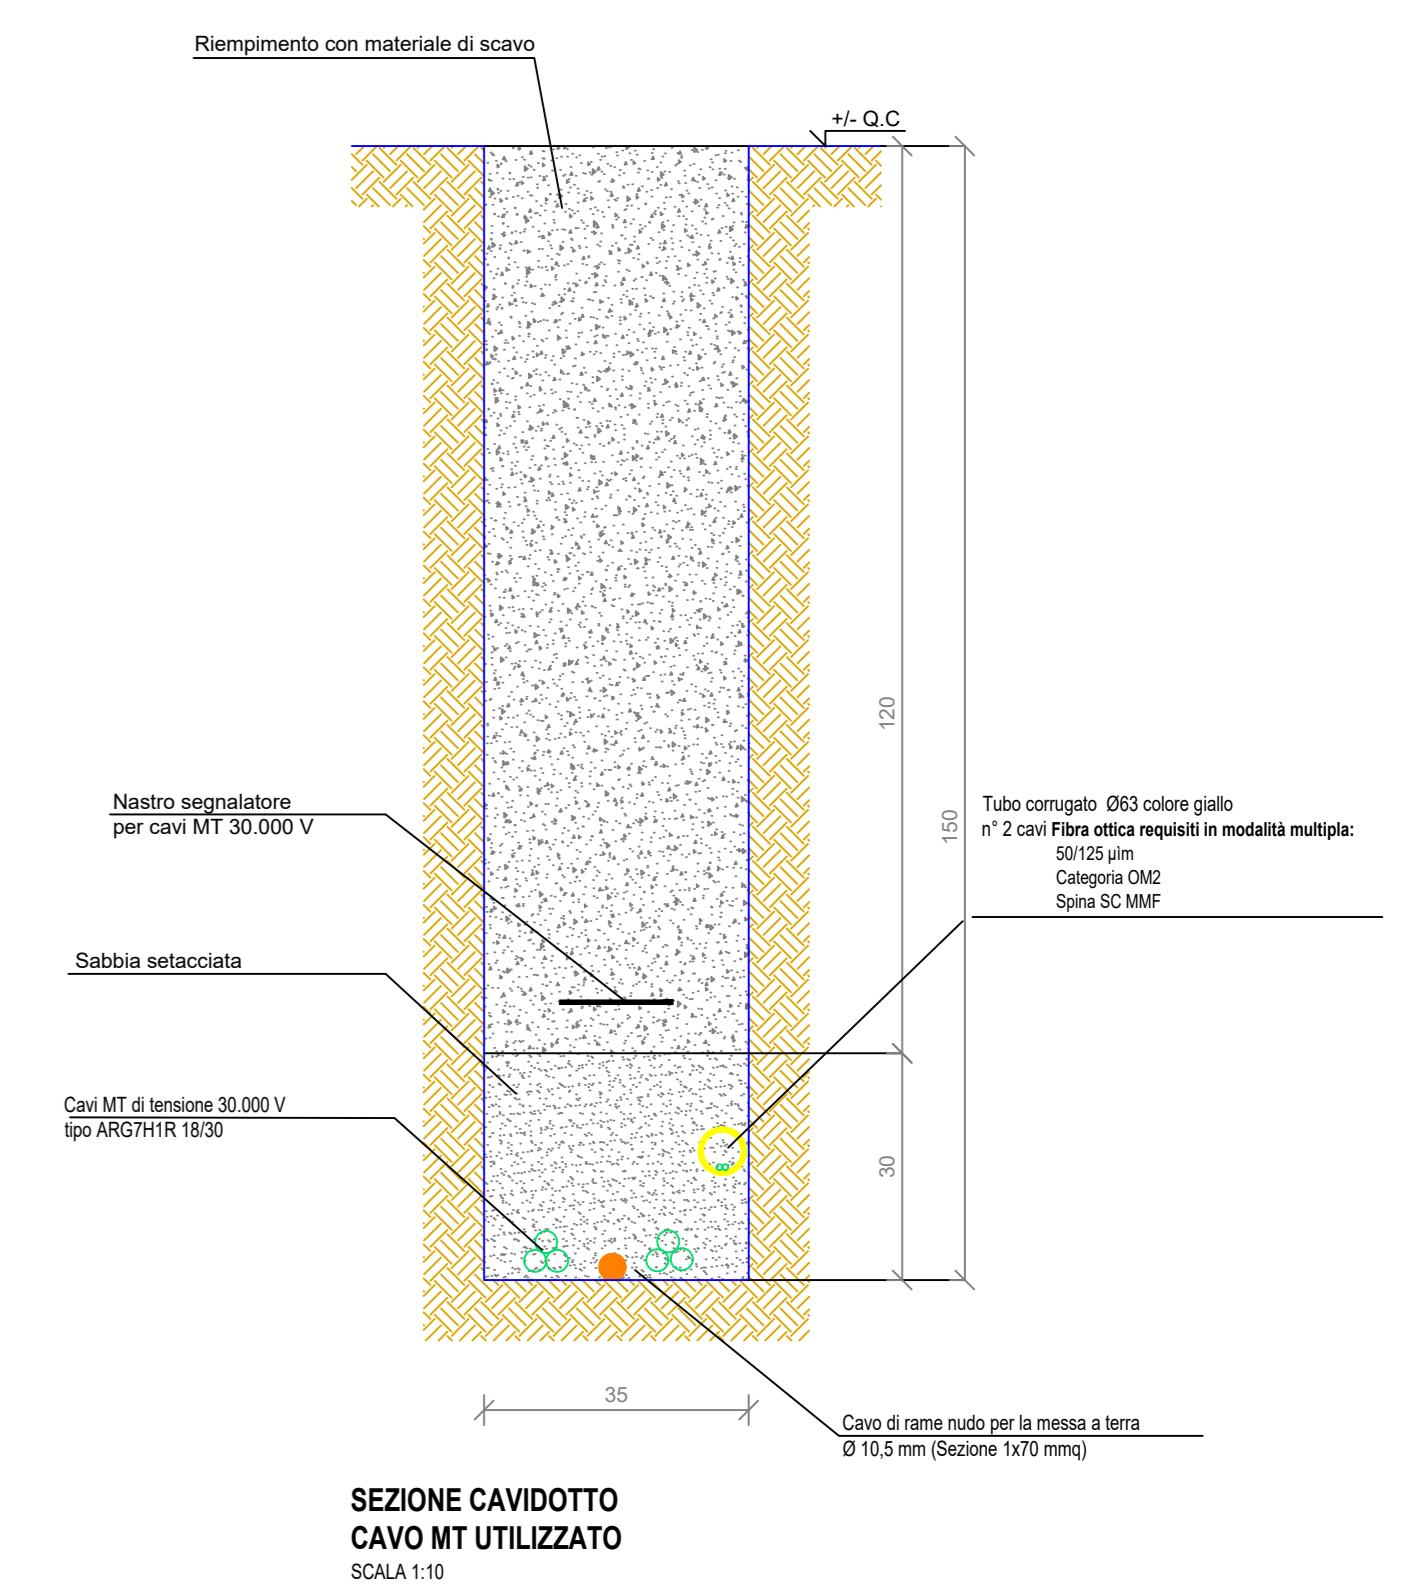 Riempimento con materiale di scavo
+/- Q.C
120
150
Nastro segnalatore
per cavi MT 30.000 V
Tubo corrugato Ø63 colore giallo
n° 2 cavi Fibra ottica requisiti in modalità multipla:
50/125 µìm
Categoria OM2
Spina SC MMF
Sabbia setacciata
Cavi MT di tensione 30.000 V
tipo ARG7H1R 18/30
30
35
Cavo di rame nudo per la messa a terra
Ø 10,5 mm (Sezione 1x70 mmq)
SEZIONE CAVIDOTTO
CAVO MT UTILIZZATO
SCALA 1:10